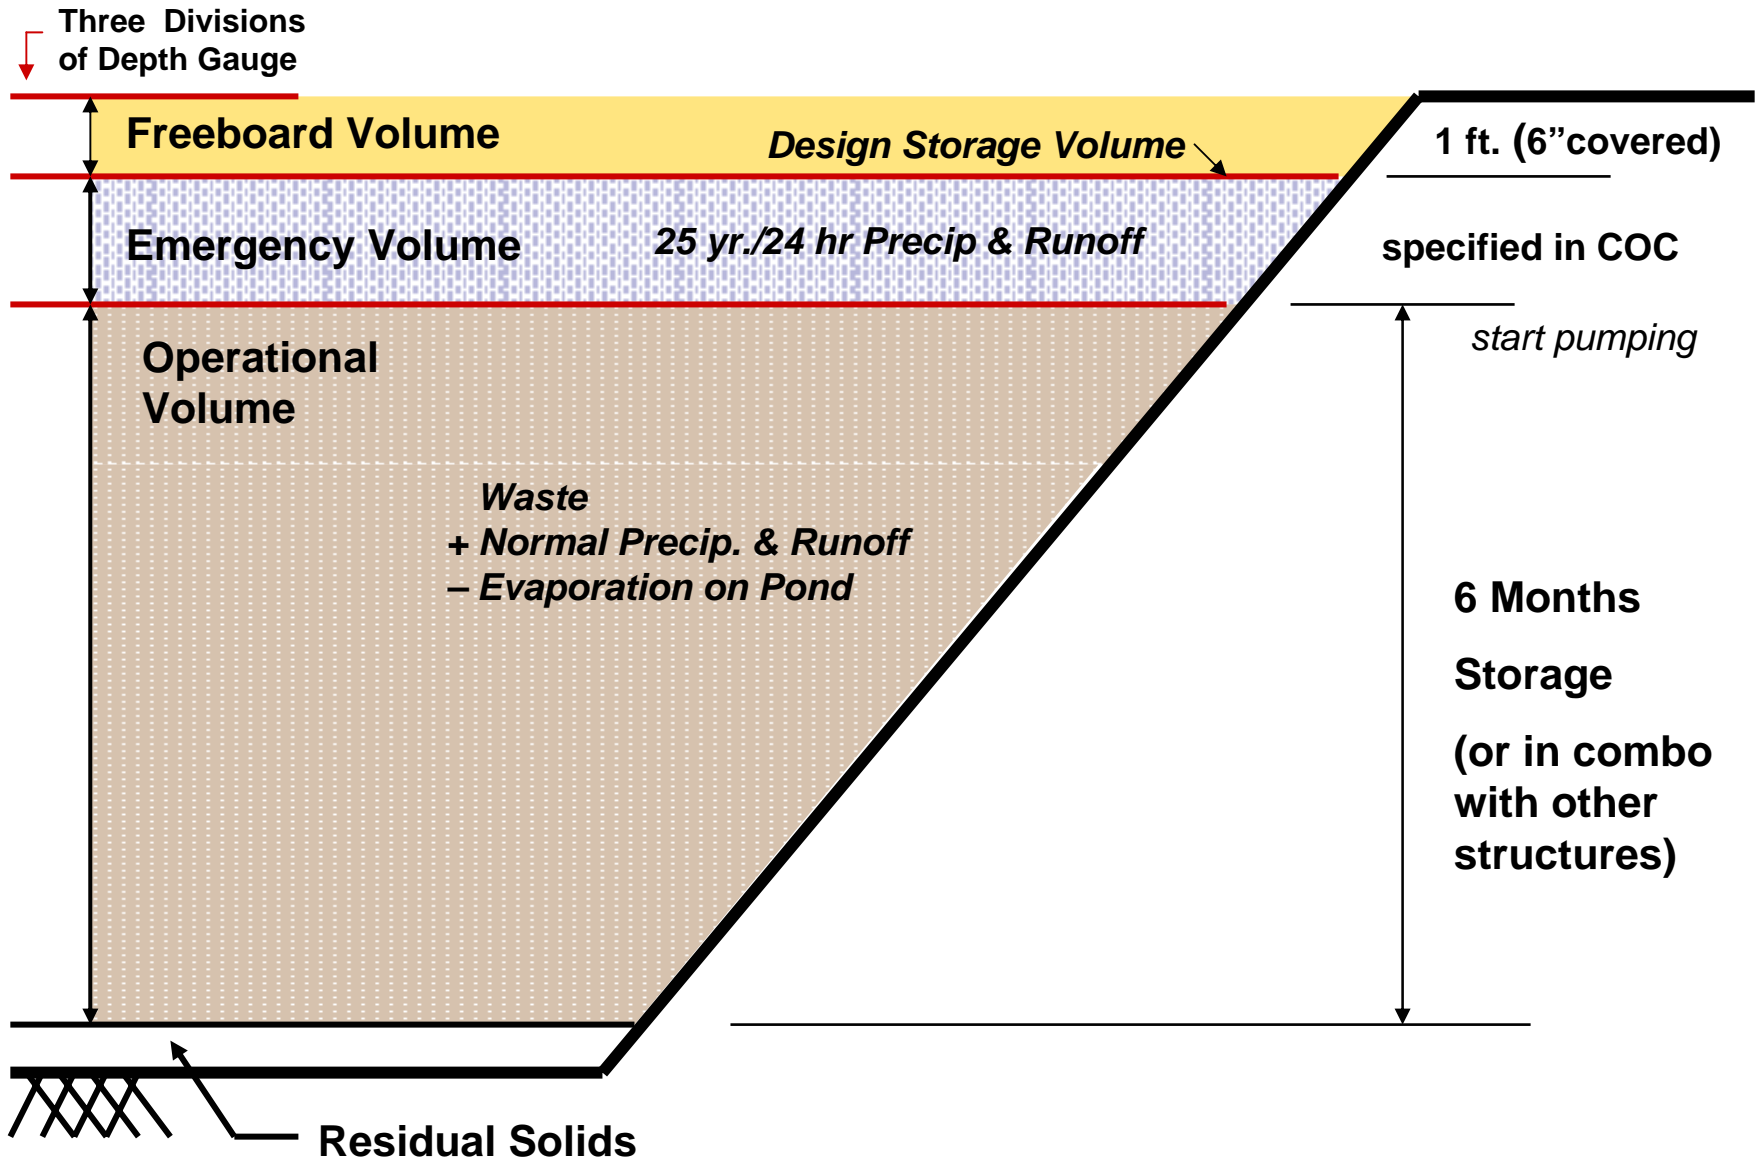 Three Divisions
of Depth Gauge
Freeboard Volume
Design Storage Volume
1 ft. (6”covered)
Emergency Volume
25 yr./24 hr Precip & Runoff
specified in COC
start pumping
Operational
Volume
Waste
+ Normal Precip. & Runoff
– Evaporation on Pond
6 Months
Storage
(or in combo
with other
structures)
Residual Solids